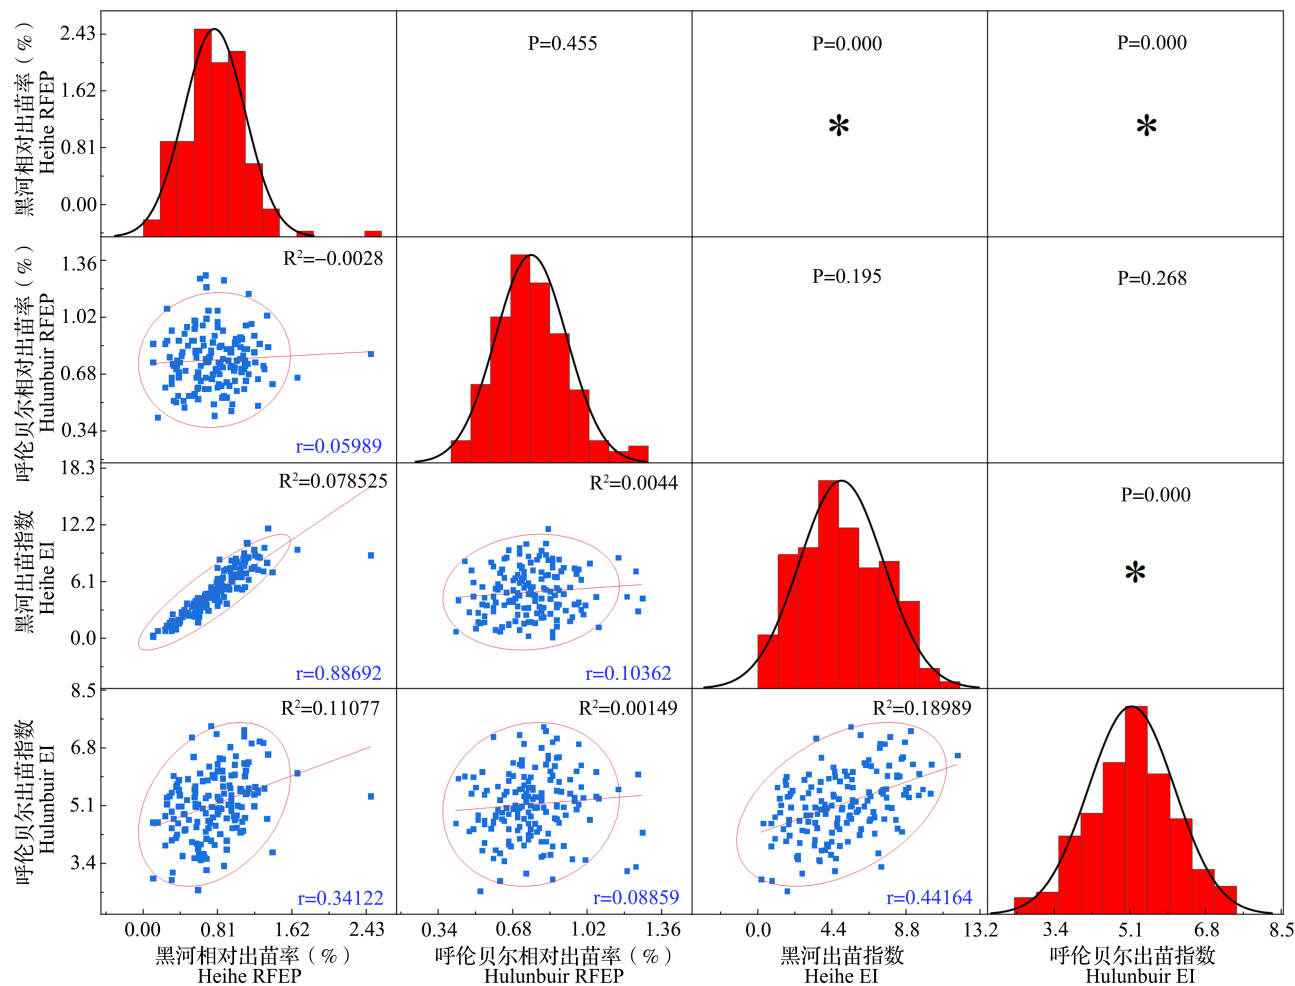 黑河相对出苗率（%）
Heihe RFEP
2.43
1.62
0.81
0.00
P=0.455
P=0.000
*
P=0.000
*
呼伦贝尔相对出苗率（%）
Hulunbuir RFEP
1.36
1.02
0.68
0.34
R²=−0.0028
r=0.05989
P=0.195
P=0.268
黑河出苗指数
Heihe EI
18.3
12.2
6.1
0.0
R²=0.078525
r=0.88692
R²=0.0044
r=0.10362
P=0.000
*
呼伦贝尔出苗指数
Hulunbuir EI
8.5
6.8
5.1
3.4
R²=0.11077
r=0.34122
R²=0.00149
r=0.08859
R²=0.18989
r=0.44164
0.00 0.81 1.62 2.43
0.34 0.68 1.02 1.36
0.0 4.4 8.8 13.2
3.4 5.1 6.8 8.5
黑河相对出苗率（%）
Heihe RFEP
呼伦贝尔相对出苗率（%）
Hulunbuir RFEP
黑河出苗指数
Heihe EI
呼伦贝尔出苗指数
Hulunbuir EI